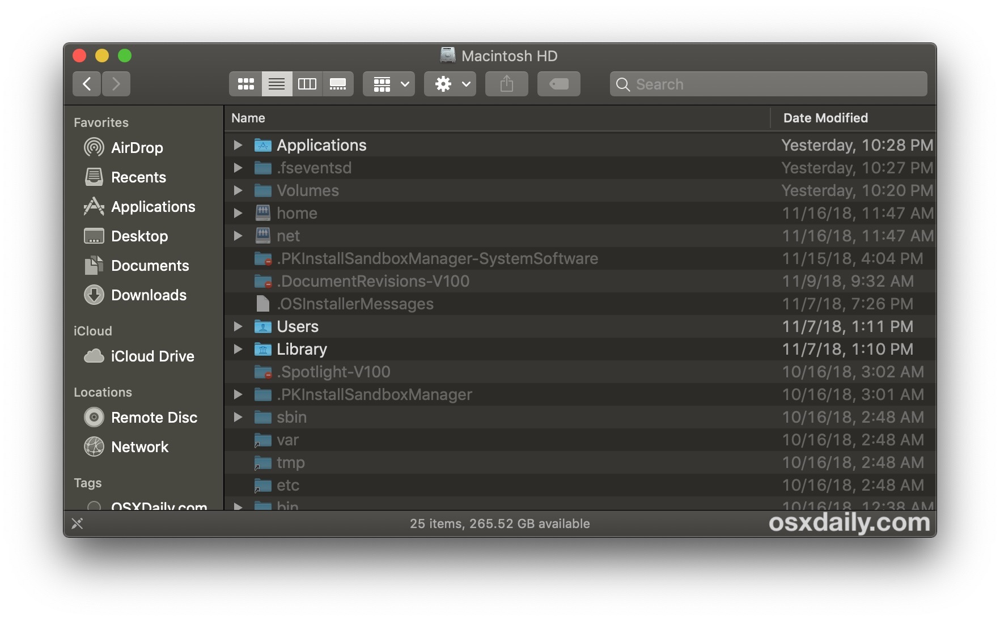 Macintosh HD
Search
Favorites
AirDrop
Recents
Applications
Desktop
Documents
Downloads
iCloud
iCloud Drive
Locations
Remote Disc
Network
Tags
OSXDaily.com
Name Date Modified
Applications Yesterday, 10:28 PM
.fseventsd Yesterday, 10:27 PM
Volumes Yesterday, 10:20 PM
home 11/16/18, 11:47 AM
net 11/16/18, 11:47 AM
.PKInstallSandboxManager-SystemSoftware 11/15/18, 4:04 PM
.DocumentRevisions-V100 11/9/18, 9:32 AM
.OSInstallerMessages 11/7/18, 7:26 PM
Users 11/7/18, 1:11 PM
Library 11/7/18, 1:10 PM
.Spotlight-V100 10/16/18, 3:02 AM
.PKInstallSandboxManager 10/16/18, 3:01 AM
sbin 10/16/18, 2:48 AM
var 10/16/18, 2:48 AM
tmp 10/16/18, 2:48 AM
etc 10/16/18, 2:48 AM
bin 10/16/18, 12:38 AM
25 items, 265.52 GB available
osxdaily.com